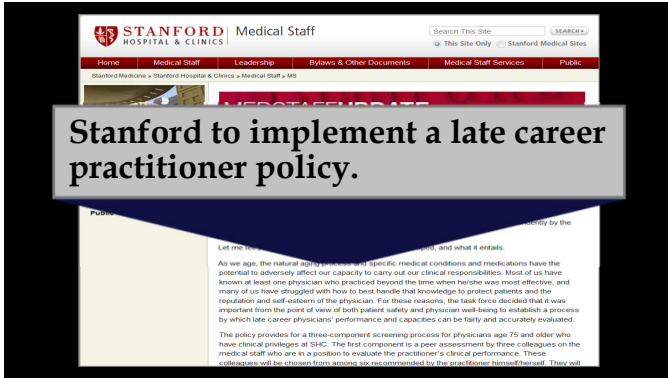 STANFORD Medical Staff
HOSPITAL & CLINICS
Search This Site SEARCH
This Site Only Stanford Medical Sites
Home Medical Staff Leadership Bylaws & Other Documents Medical Staff Services Public
Stanford Medicine » Stanford Hospital & Clinics » Medical Staff » MS
MEDSTAFFUPDATE
Stanford to implement a late career
practitioner policy.
by the
Let me , and what it entails.
As we age, the natural aging process and specific medical conditions and medications have the
potential to adversely affect our capacity to carry out our clinical responsibilities. Most of us have
known at least one physician who practiced beyond the time when he/she was most effective, and
many of us have struggled with how to best handle that knowledge to protect patients and the
reputation and self-esteem of the physician. For these reasons, the task force decided that it was
important from the point of view of both patient safety and physician well-being to establish a process
by which late career physicians' performance and capacities can be fairly and accurately evaluated.
The policy provides for a three-component screening process for physicians age 75 and older who
have clinical privileges at SHC. The first component is a peer assessment by three colleagues on the
medical staff who are in a position to evaluate the practitioner's clinical performance. These
colleagues will be chosen from among six recommended by the practitioner himself/herself. They will